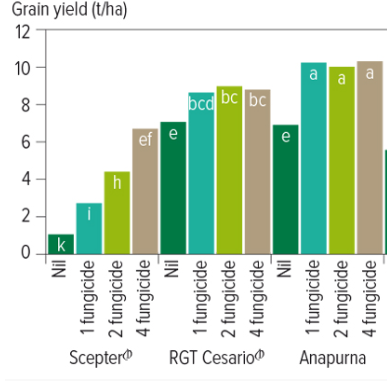 Grain yield (t/ha)
12
10
8
6
4
2
0
k
i
h
ef
e
bcd
bc
bc
e
a
a
a
Nil
1 fungicide
2 fungicide
4 fungicide
Nil
1 fungicide
2 fungicide
4 fungicide
Nil
1 fungicide
2 fungicide
4 fungicide
Scepter⏀
RGT Cesario⏀
Anapurna